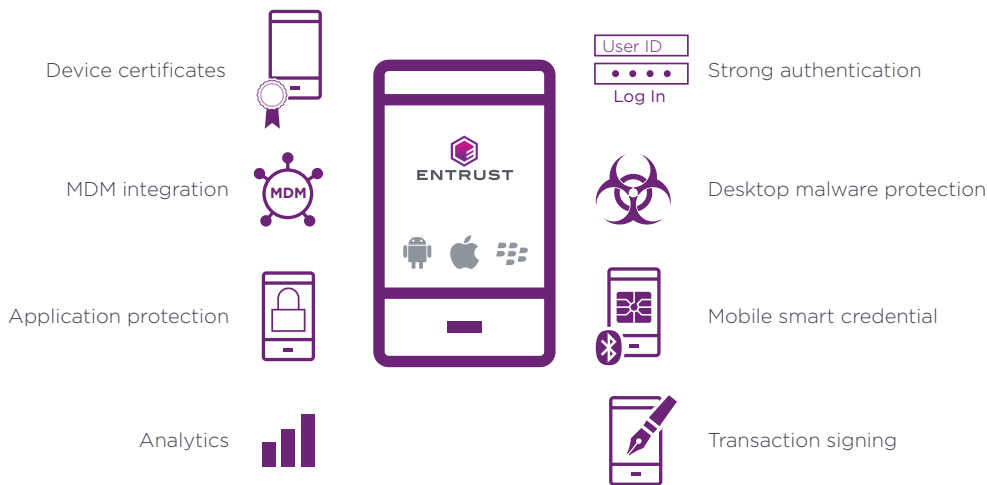 Device certificates
User ID
Log In
Strong authentication
MDM integration
MDM
ENTRUST
Desktop malware protection
Application protection
Mobile smart credential
Analytics
Transaction signing